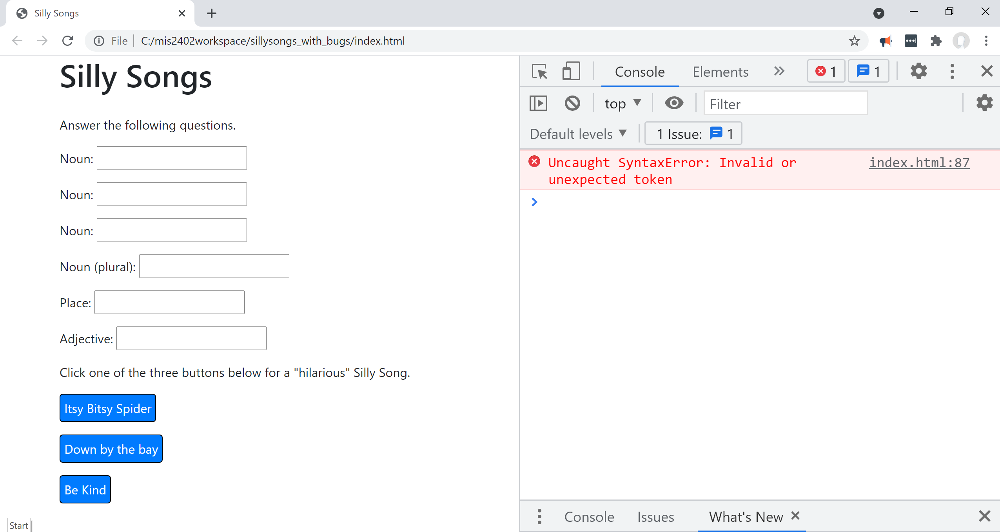 Silly Songs
File C:/mis2402workspace/sillysongs_with_bugs/index.html
Silly Songs
Answer the following questions.
Noun:
Noun:
Noun:
Noun (plural):
Place:
Adjective:
Click one of the three buttons below for a "hilarious" Silly Song.
Itsy Bitsy Spider
Down by the bay
Be Kind
Start
Console Elements 1 1
top Filter
Default levels 1 Issue: 1
Uncaught SyntaxError: Invalid or index.html:87
unexpected token
Console Issues What's New